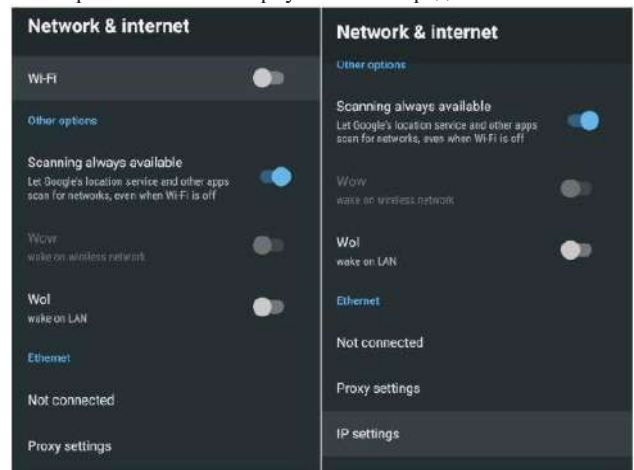 Network & internet
Wi-Fi
Other options
Scanning always available
Let Google's location service and other apps
scan for networks, even when Wi-Fi is off
Wow
wake on wireless network
Wol
wake on LAN
Ethernet
Not connected
Proxy settings
Network & internet
Other options
Scanning always available
Let Google's location service and other apps
scan for networks, even when Wi-Fi is off
Wow
wake on wireless network
Wol
wake on LAN
Ethernet
Not connected
Proxy settings
IP settings